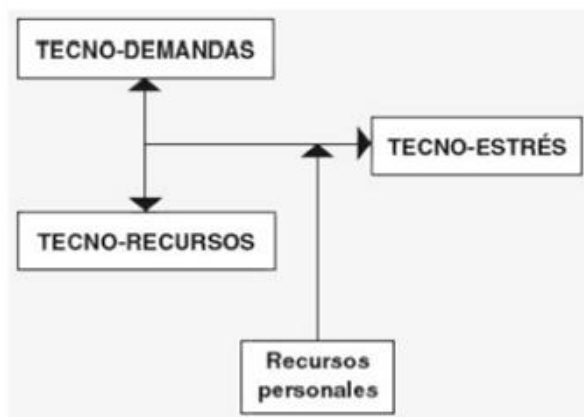 TECNO-DEMANDAS
TECNO-ESTRÉS
TECNO-RECURSOS
Recursos
personales